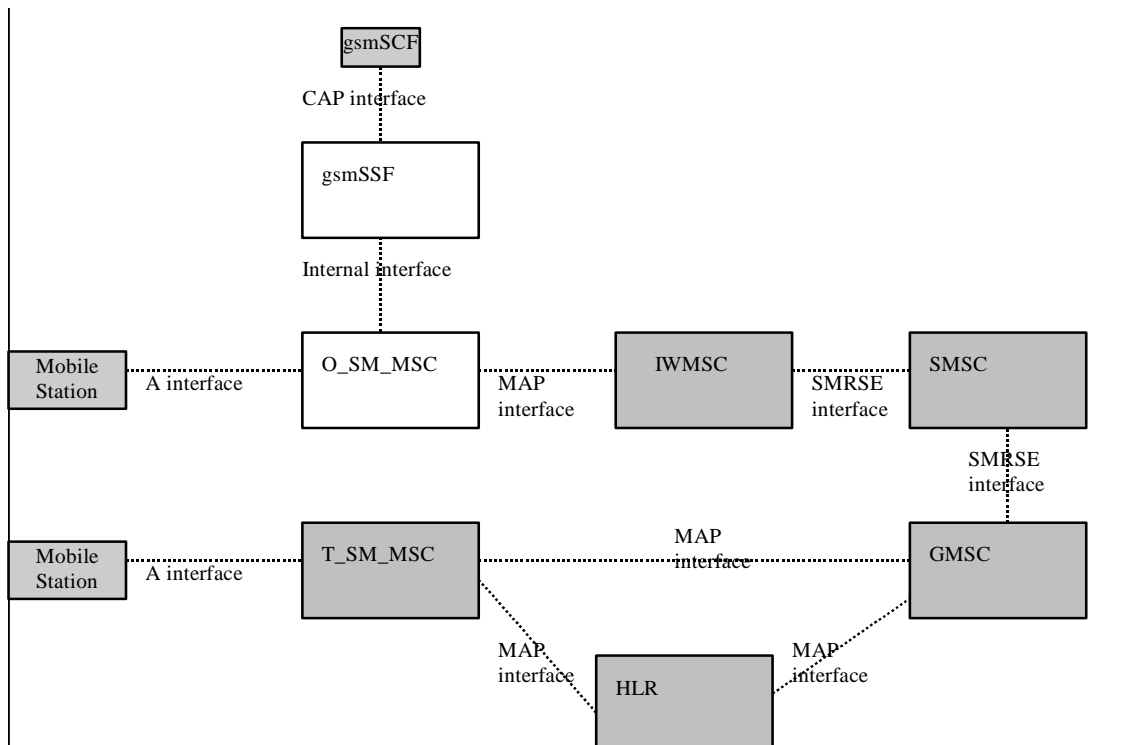 gsmSCF
CAP interface
gsmSSF
Internal interface
Mobile
Station
A interface
O_SM_MSC
MAP
interface
IWMSC
SMRSE
interface
SMSC
SMRSE
interface
Mobile
Station
A interface
T_SM_MSC
MAP
interface
GMSC
MAP
interface
HLR
MAP
interface